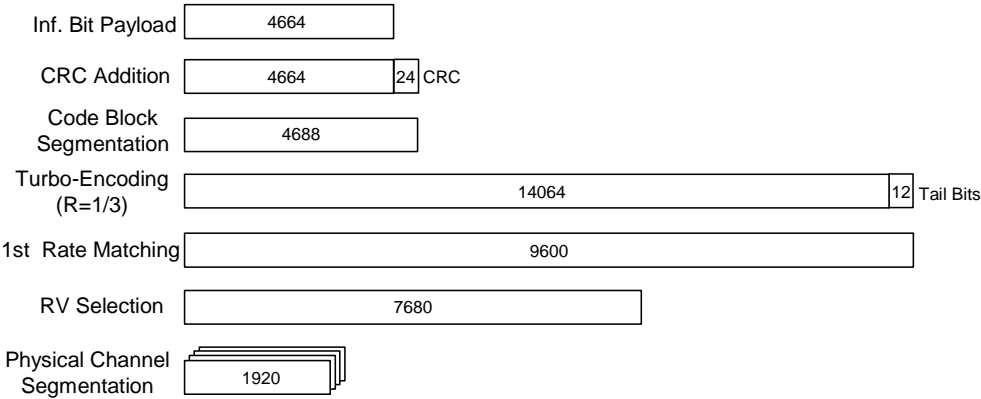 Inf. Bit Payload 4664
CRC Addition 4664 24 CRC
Code Block
Segmentation 4688
Turbo-Encoding
(R=1/3) 14064 12 Tail Bits
1st Rate Matching 9600
RV Selection 7680
Physical Channel
Segmentation 1920